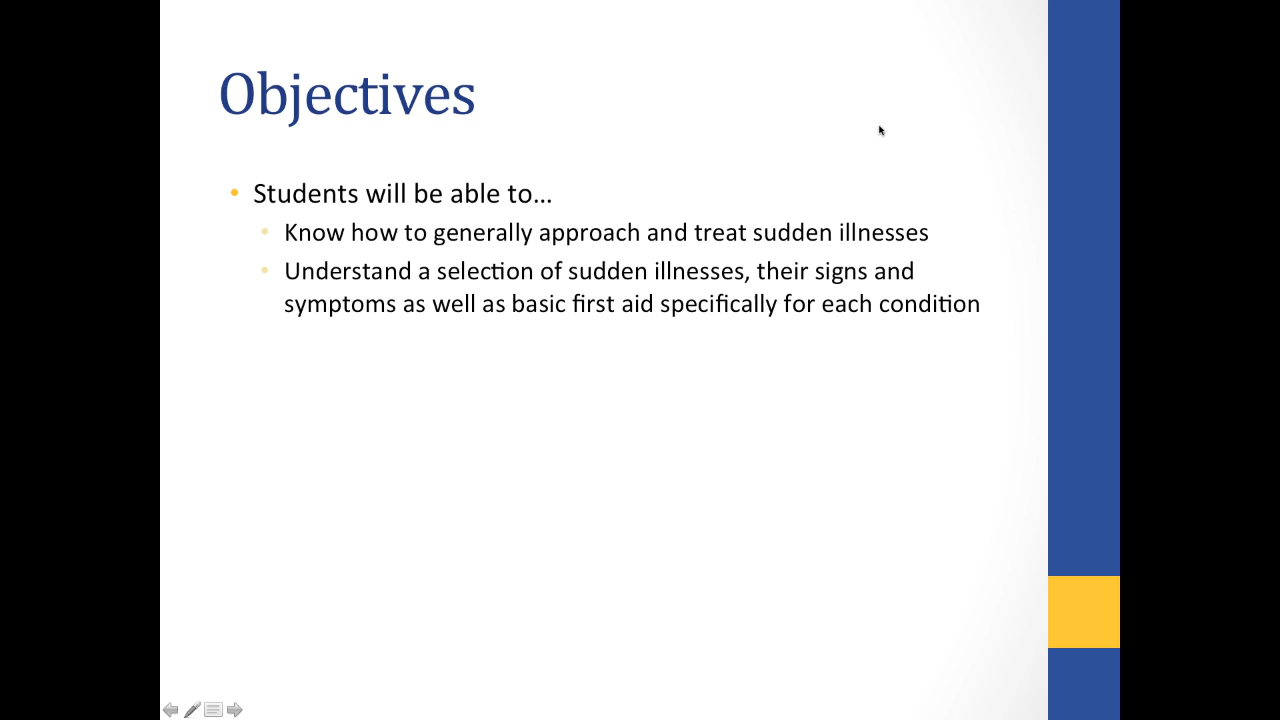 Objectives
• Students will be able to…
• Know how to generally approach and treat sudden illnesses
• Understand a selection of sudden illnesses, their signs and
symptoms as well as basic first aid specifically for each condition